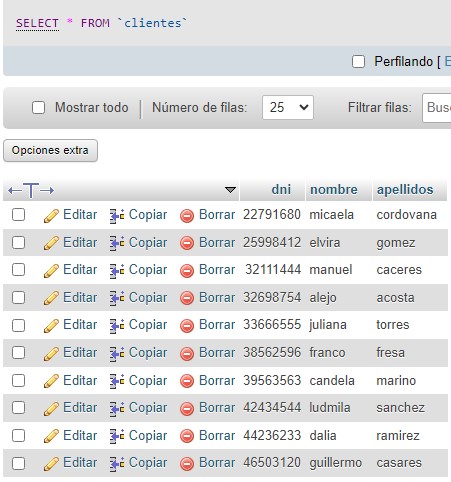 SELECT * FROM `clientes`
Perfilando [ E
Mostrar todo Número de filas: 25 Filtrar filas: Bus
Opciones extra
←T→ dni nombre apellidos
Editar Copiar Borrar 22791680 micaela cordovana
Editar Copiar Borrar 25998412 elvira gomez
Editar Copiar Borrar 32111444 manuel caceres
Editar Copiar Borrar 32698754 alejo acosta
Editar Copiar Borrar 33666555 juliana torres
Editar Copiar Borrar 38562596 franco fresa
Editar Copiar Borrar 39563563 candela marino
Editar Copiar Borrar 42434544 ludmila sanchez
Editar Copiar Borrar 44236233 dalia ramirez
Editar Copiar Borrar 46503120 guillermo casares